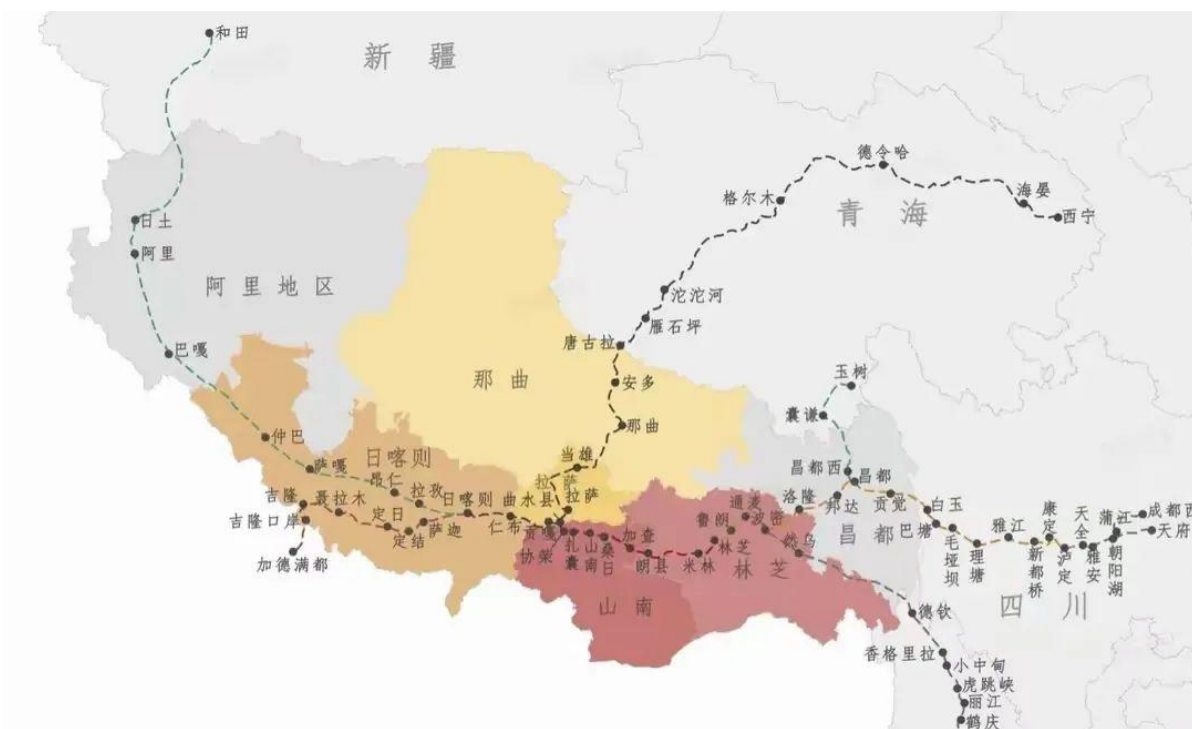 和田
新疆
德令哈
格尔木
海晏
青海
西宁
日土
阿里
阿里地区
沱沱河
雁石坪
唐古拉
巴嘎
那曲
安多
玉树
囊谦
那曲
仲巴
当雄
日喀则
萨嘎
拉萨
昌都西
昌都
昂仁
拉孜
日喀则
曲水县
拉萨
通麦
洛隆
邦达
贡觉
白玉
吉隆
聂拉木
吉隆口岸
定日
定结
萨迦
仁布
贡嘎
协荣
扎囊
山南
桑日
加查
朗县
米林
鲁朗
林芝
波密
然乌
林芝
昌都
巴塘
毛垭坝
理塘
雅江
新都桥
康定
泸定
天全
雅安
蒲江
朝阳湖
成都西
天府
加德满都
山南
四川
德钦
香格里拉
小中甸
虎跳峡
丽江
鹤庆